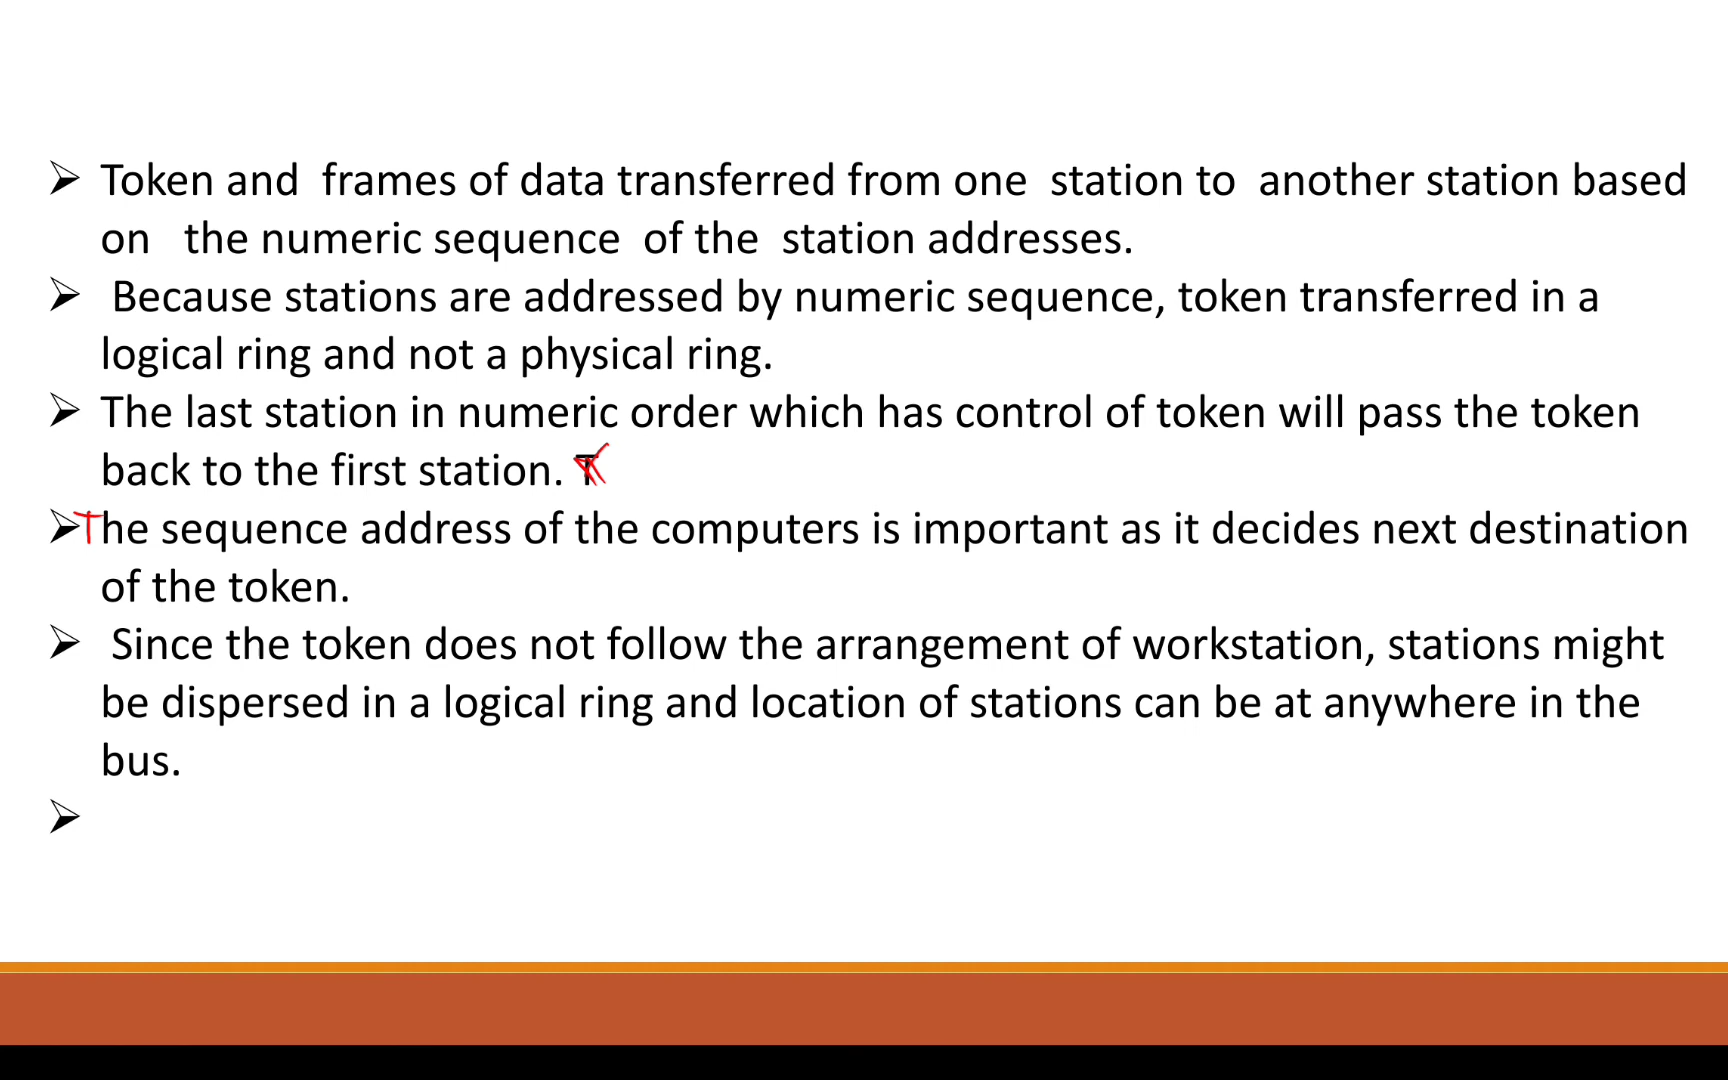 ➢ Token and frames of data transferred from one station to another station based
on the numeric sequence of the station addresses.
➢ Because stations are addressed by numeric sequence, token transferred in a
logical ring and not a physical ring.
➢ The last station in numeric order which has control of token will pass the token
back to the first station. T
➢ The sequence address of the computers is important as it decides next destination
of the token.
➢ Since the token does not follow the arrangement of workstation, stations might
be dispersed in a logical ring and location of stations can be at anywhere in the
bus.
➢